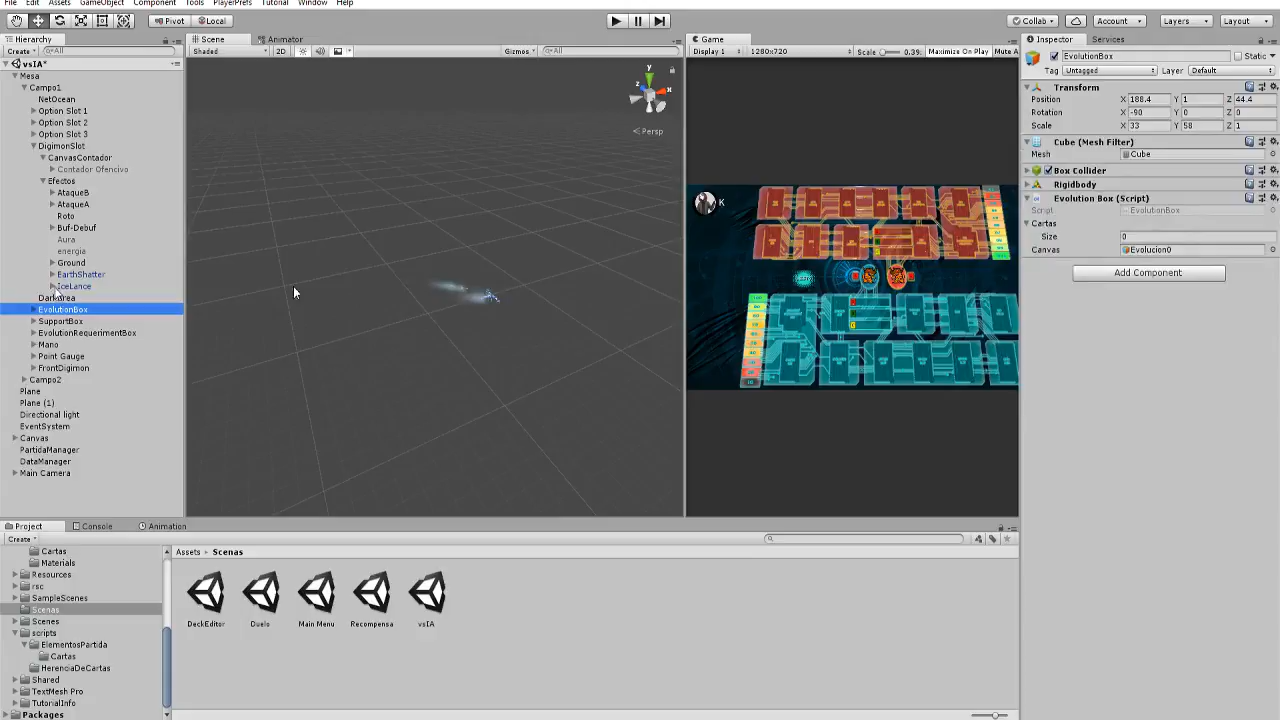 File Edit Assets GameObject Component Tools PlayerPrefs Tutorial Window Help
Pivot Local Collab Account Layers Layout
Hierarchy Scene Animator Game Inspector Services
Create All Shaded 2D Gizmos All Display 1 1280x720 Scale 0.39: Maximize On Play Mute A
EvolutionBox Static
Tag Untagged Layer Default
vsIA*
Mesa
Campo1
NetOcean
Option Slot 1
Option Slot 2
Option Slot 3
DigimonSlot
CanvasContador
Contador Ofencivo
Efectos
AtaqueB
AtaqueA
Roto
Buf-Debuf
Aura
energia
Ground
EarthShatter
IceLance
DarkArea
EvolutionBox
SupportBox
EvolutionRequerimentBox
Mano
Point Gauge
FrontDigimon
Campo2
Plane
Plane (1)
Directional light
EventSystem
Canvas
PartidaManager
DataManager
Main Camera
y
x
z
Persp
K
Transform
Position X 188.4 Y 1 Z 44.4
Rotation X -90 Y 0 Z 0
Scale X 33 Y 58 Z 1
Cube (Mesh Filter)
Mesh Cube
Box Collider
Rigidbody
Evolution Box (Script)
Script EvolutionBox
Cartas
Size 0
Canvas Evolucion0
Add Component
Project Console Animation
Create
Cartas
Materials
Resources
rsc
SampleScenes
Scenas
Scenes
scripts
ElementosPartida
Cartas
HerenciaDeCartas
Shared
TextMesh Pro
TutorialInfo
Packages
Assets Scenas
DeckEditor Duelo Main Menu Recompensa vsIA